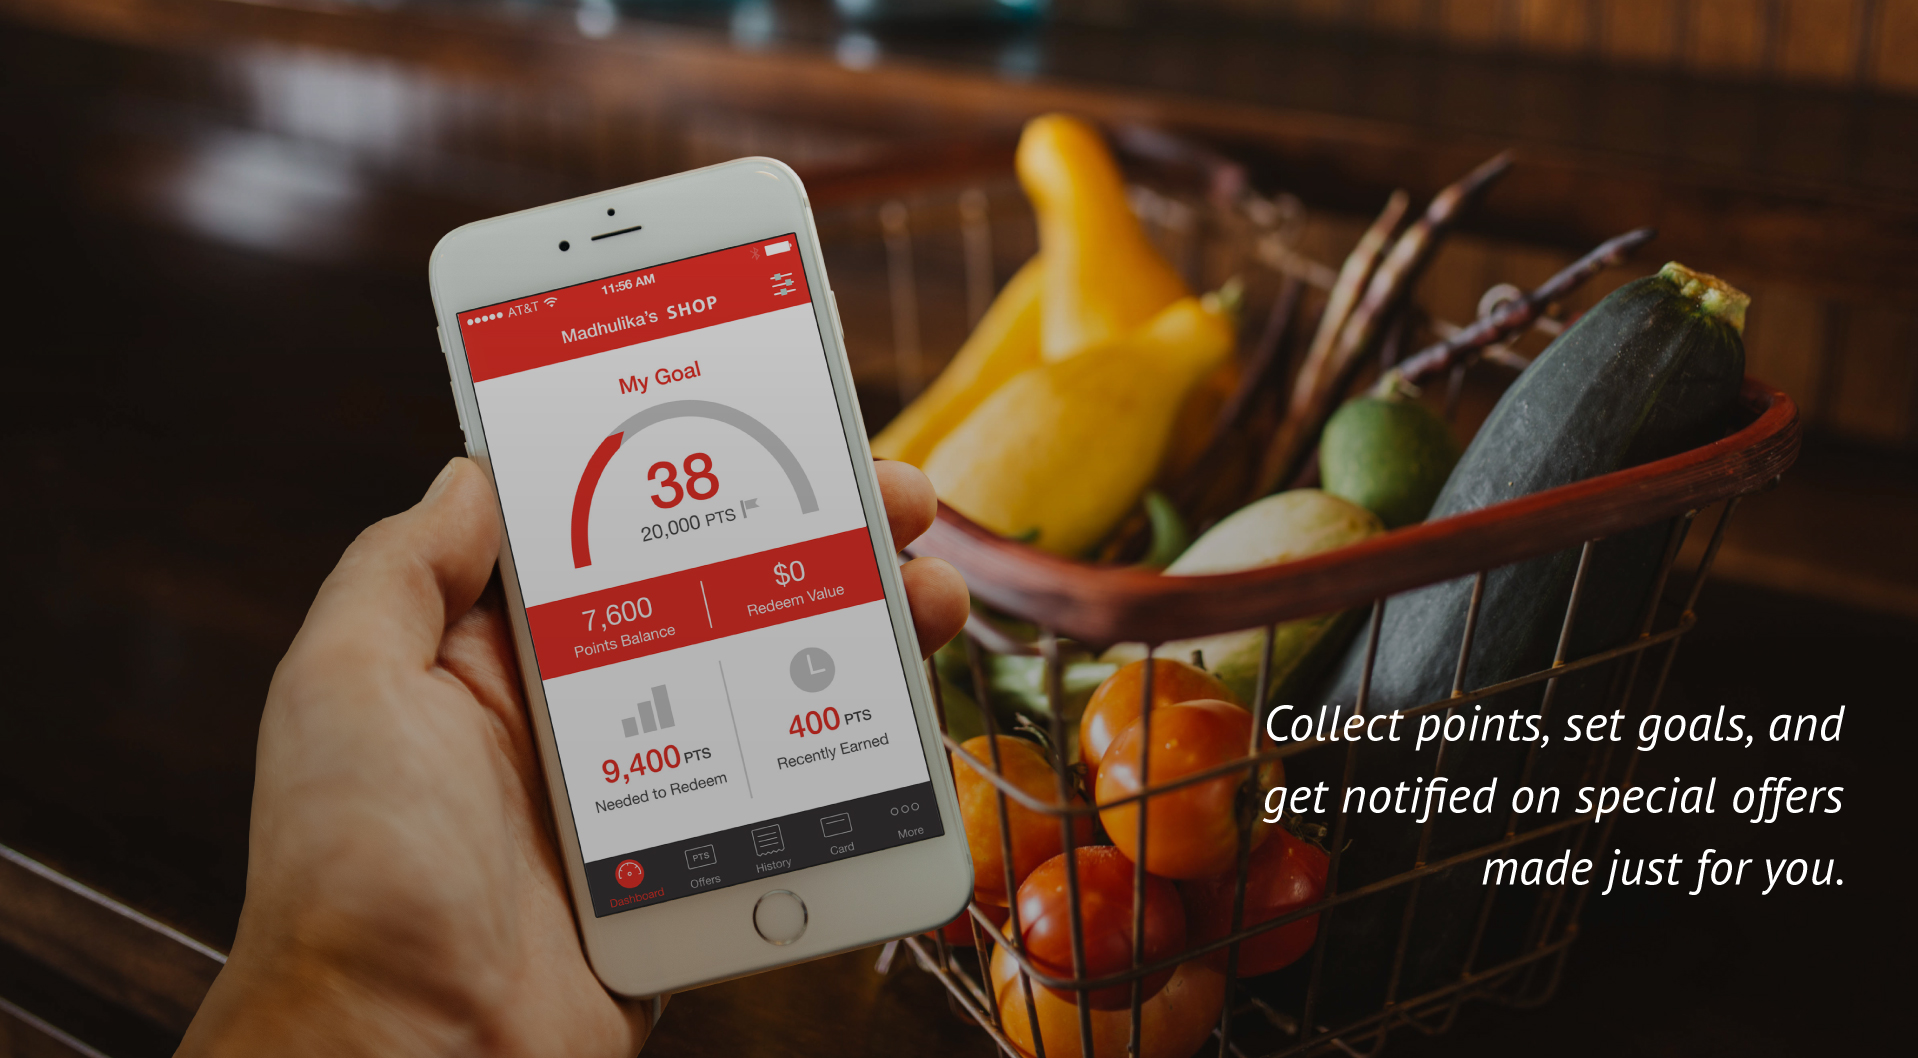 AT&T 11:56 AM
Madhulika's SHOP
My Goal
38
20,000 PTS
7,600
Points Balance
$0
Redeem Value
9,400 PTS
Needed to Redeem
400 PTS
Recently Earned
Dashboard
PTS
Offers
History
Card
More
Collect points, set goals, and
get notified on special offers
made just for you.